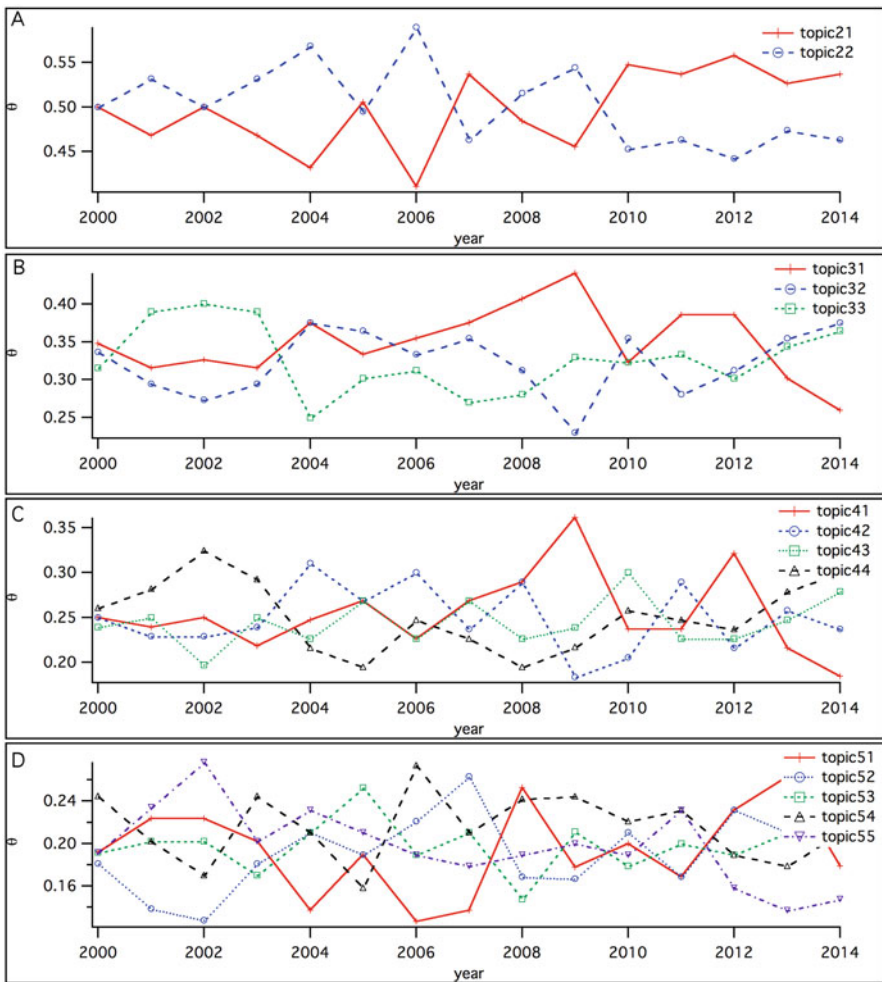 A
topic21
topic22
0.55
0.50
0.45
θ
2000 2002 2004 2006 2008 2010 2012 2014
year
B
topic31
topic32
topic33
0.40
0.35
0.30
0.25
θ
2000 2002 2004 2006 2008 2010 2012 2014
year
C
topic41
topic42
topic43
topic44
0.35
0.30
0.25
0.20
θ
2000 2002 2004 2006 2008 2010 2012 2014
year
D
topic51
topic52
topic53
topic54
topic55
0.24
0.20
0.16
θ
2000 2002 2004 2006 2008 2010 2012 2014
year